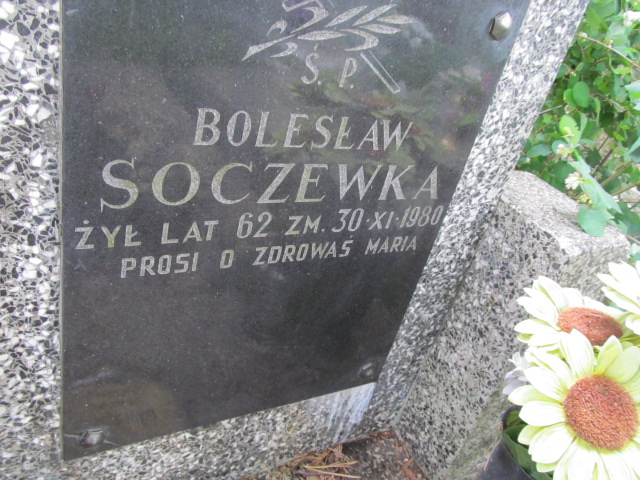 Ś. P.
BOLESŁAW
SOCZEWKA
ŻYŁ LAT 62 ZM. 30·XI·1980
PROSI O ZDROWAŚ MARIA